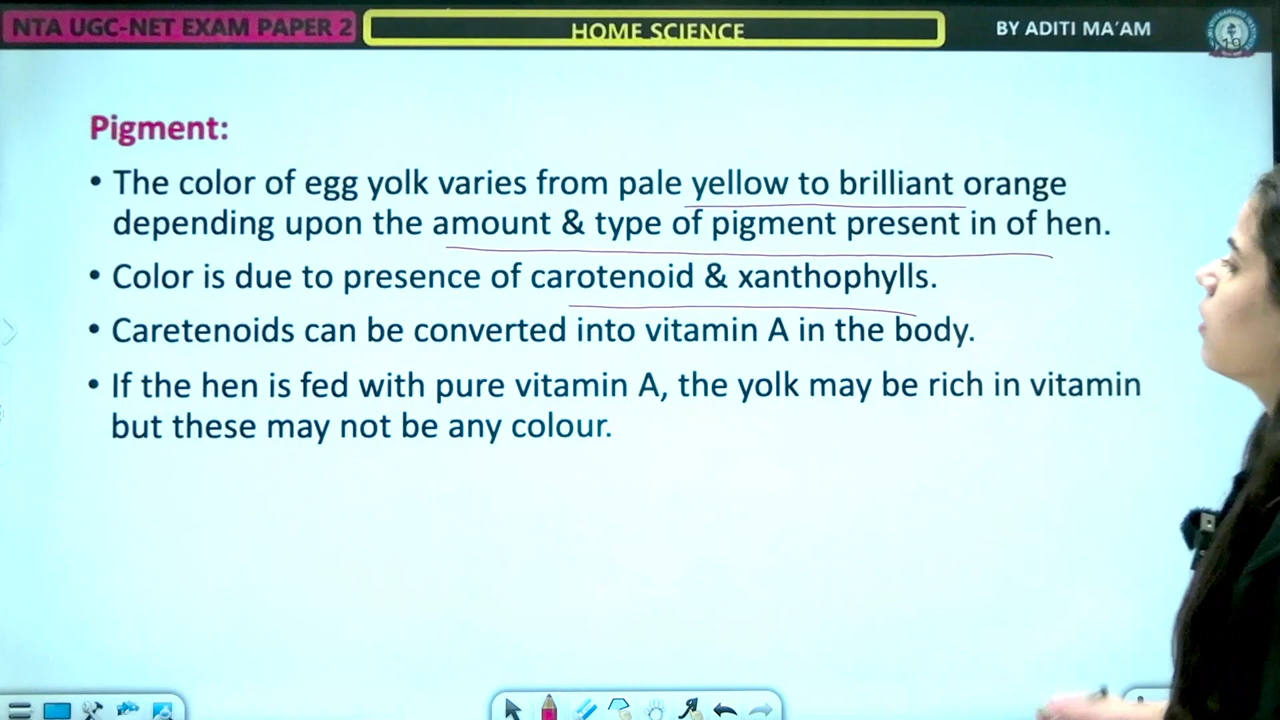 NTA UGC-NET EXAM PAPER 2
HOME SCIENCE
BY ADITI MA'AM
Pigment:
• The color of egg yolk varies from pale yellow to brilliant orange
depending upon the amount & type of pigment present in of hen.
• Color is due to presence of carotenoid & xanthophylls.
• Caretenoids can be converted into vitamin A in the body.
• If the hen is fed with pure vitamin A, the yolk may be rich in vitamin
but these may not be any colour.